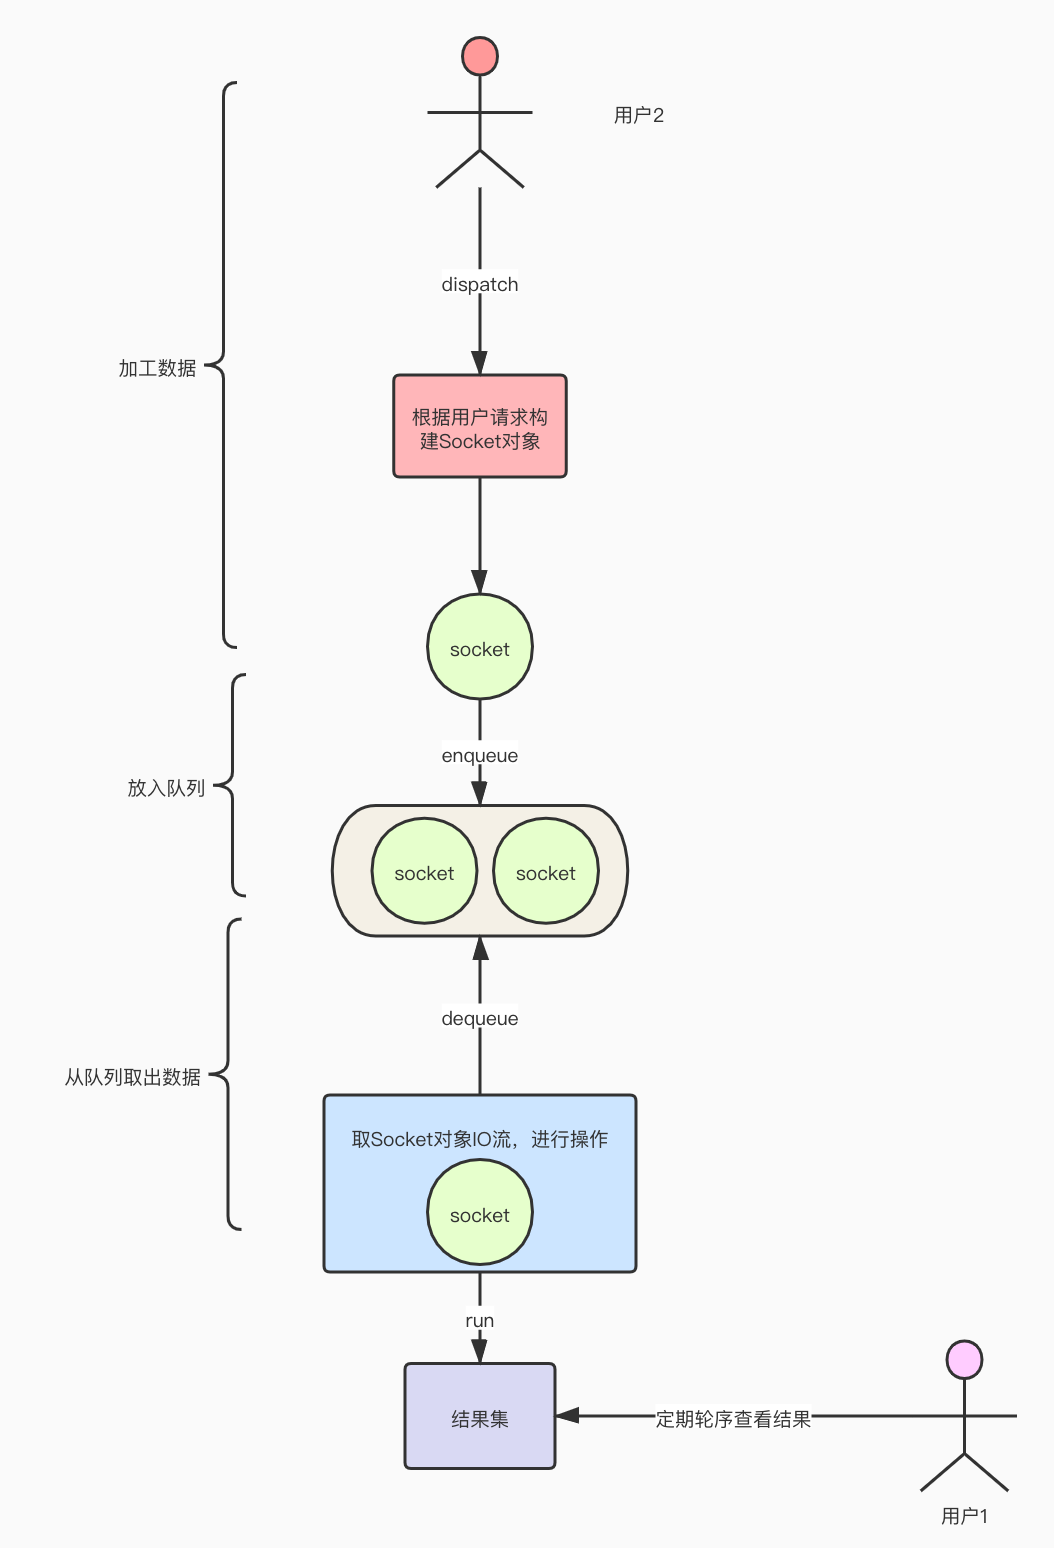 用户2
dispatch
加工数据
根据用户请求构
建Socket对象
socket
enqueue
放入队列
socket
socket
dequeue
从队列取出数据
取Socket对象IO流，进行操作
socket
run
结果集
定期轮序查看结果
用户1